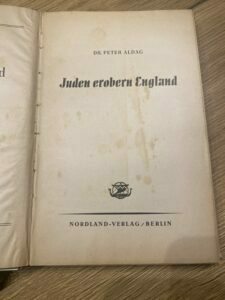 d
DR. PETER ALDAG
Juden erobern England
NORDLAND-VERLAG/BERLIN